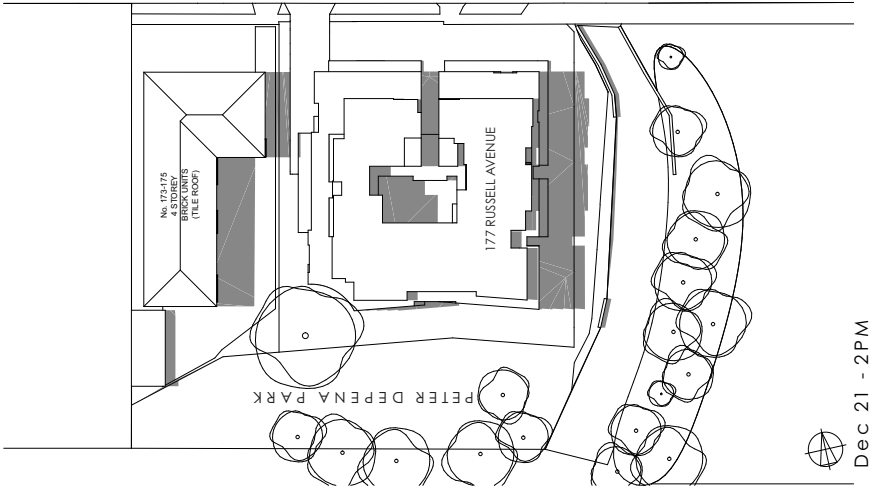 No. 173-175
4 STOREY
BRICK UNITS
(TILE ROOF)
177 RUSSELL AVENUE
PETER DEPENA PARK
Dec 21 - 2PM